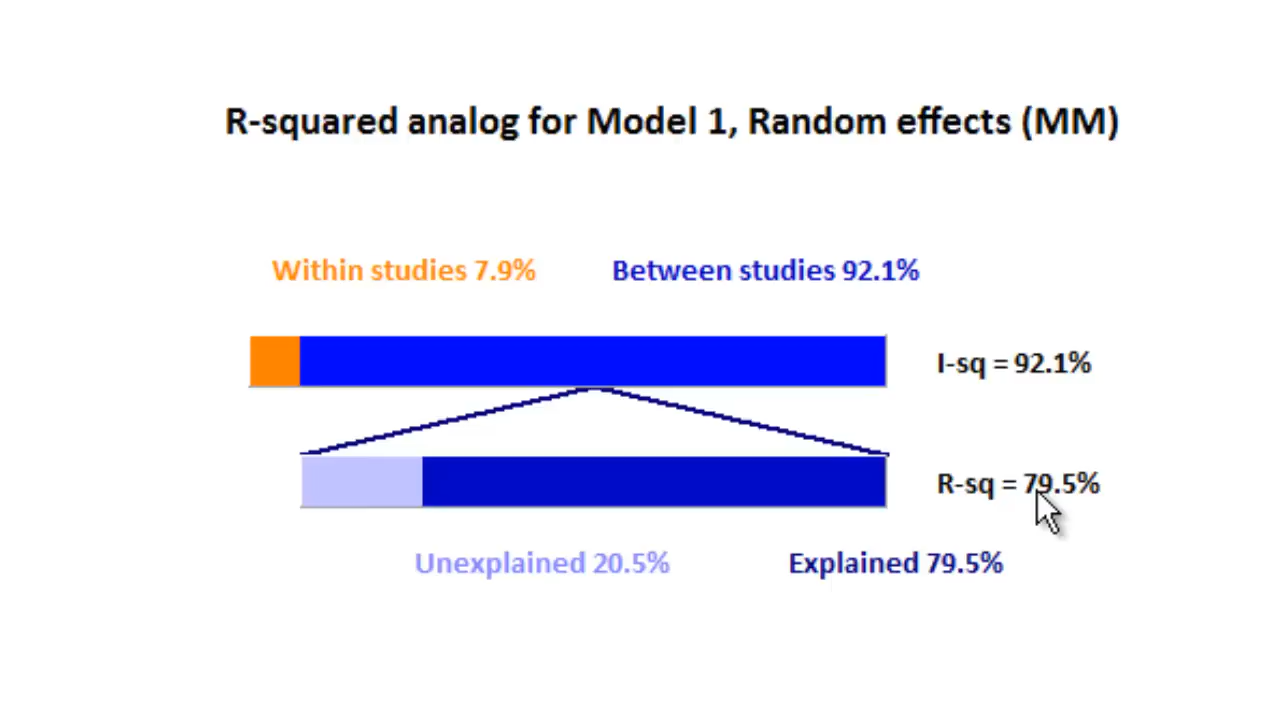 R-squared analog for Model 1, Random effects (MM)
Within studies 7.9% Between studies 92.1%
I-sq = 92.1%
R-sq = 79.5%
Unexplained 20.5% Explained 79.5%